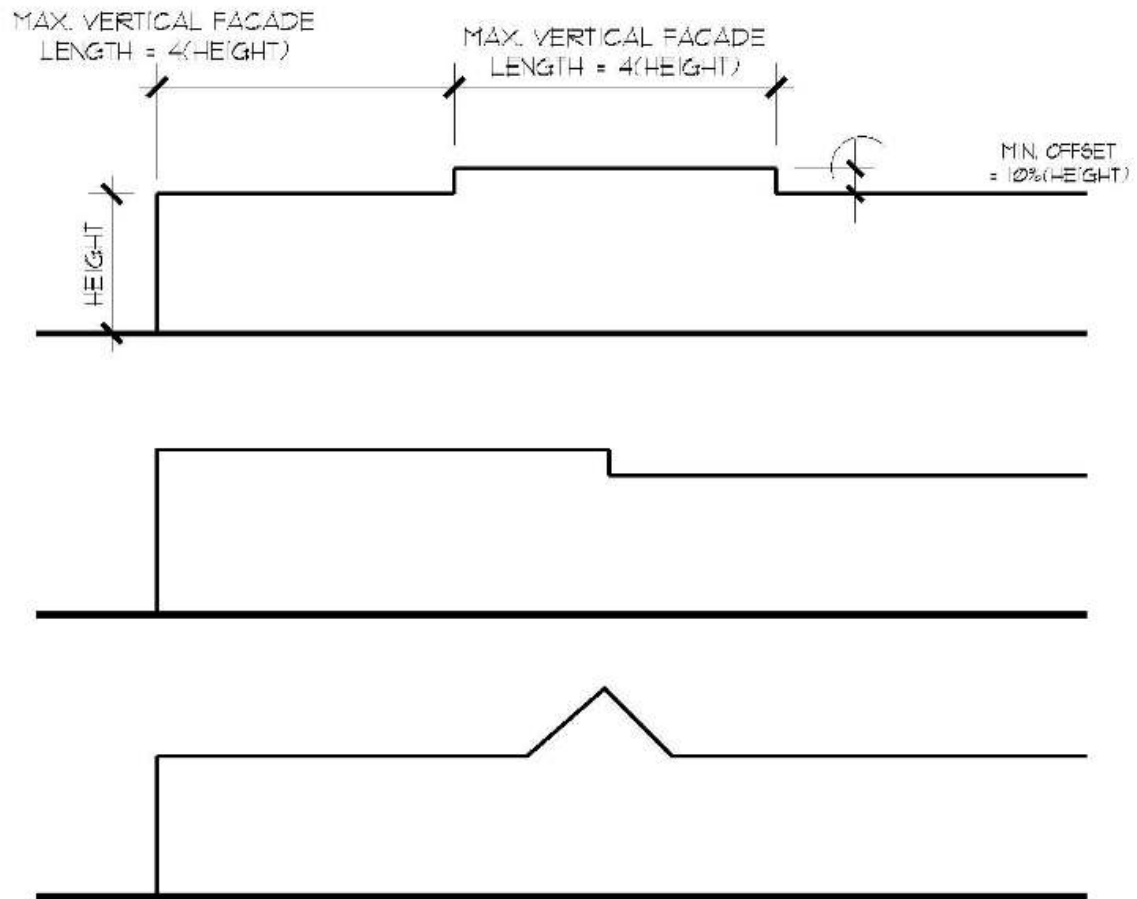 MAX. VERTICAL FACADE
LENGTH = 4(HEIGHT)
MAX. VERTICAL FACADE
LENGTH = 4(HEIGHT)
MIN. OFFSET
= 10%(HEIGHT)
HEIGHT